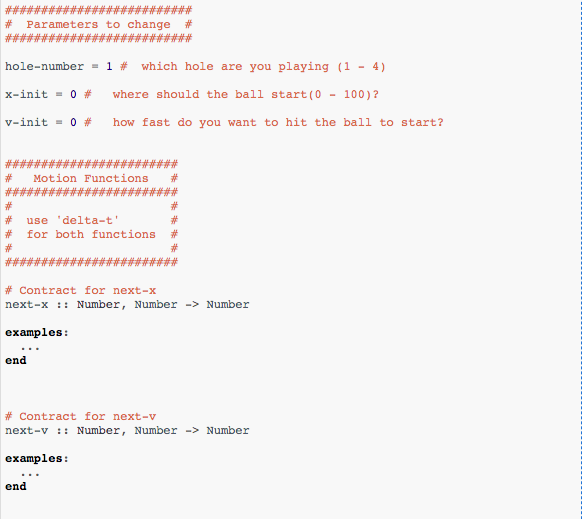 ##########################
#  Parameters to change  #
##########################
hole-number = 1 #  which hole are you playing (1 - 4)
x-init = 0 #   where should the ball start(0 - 100)?
v-init = 0 #   how fast do you want to hit the ball to start?
########################
#   Motion Functions   #
########################
#                      #
#  use 'delta-t'       #
#  for both functions  #
#                      #
########################
# Contract for next-x
next-x :: Number, Number -> Number
examples:
  ...
end
# Contract for next-v
next-v :: Number, Number -> Number
examples:
  ...
end